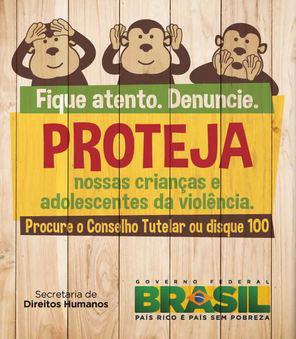 Fique atento. Denuncie.
PROTEJA
nossas crianças e
adolescentes da violência.
Procure o Conselho Tutelar ou disque 100
Secretaria de
Direitos Humanos
GOVERNO FEDERAL
BRASIL
PAÍS RICO É PAÍS SEM POBREZA